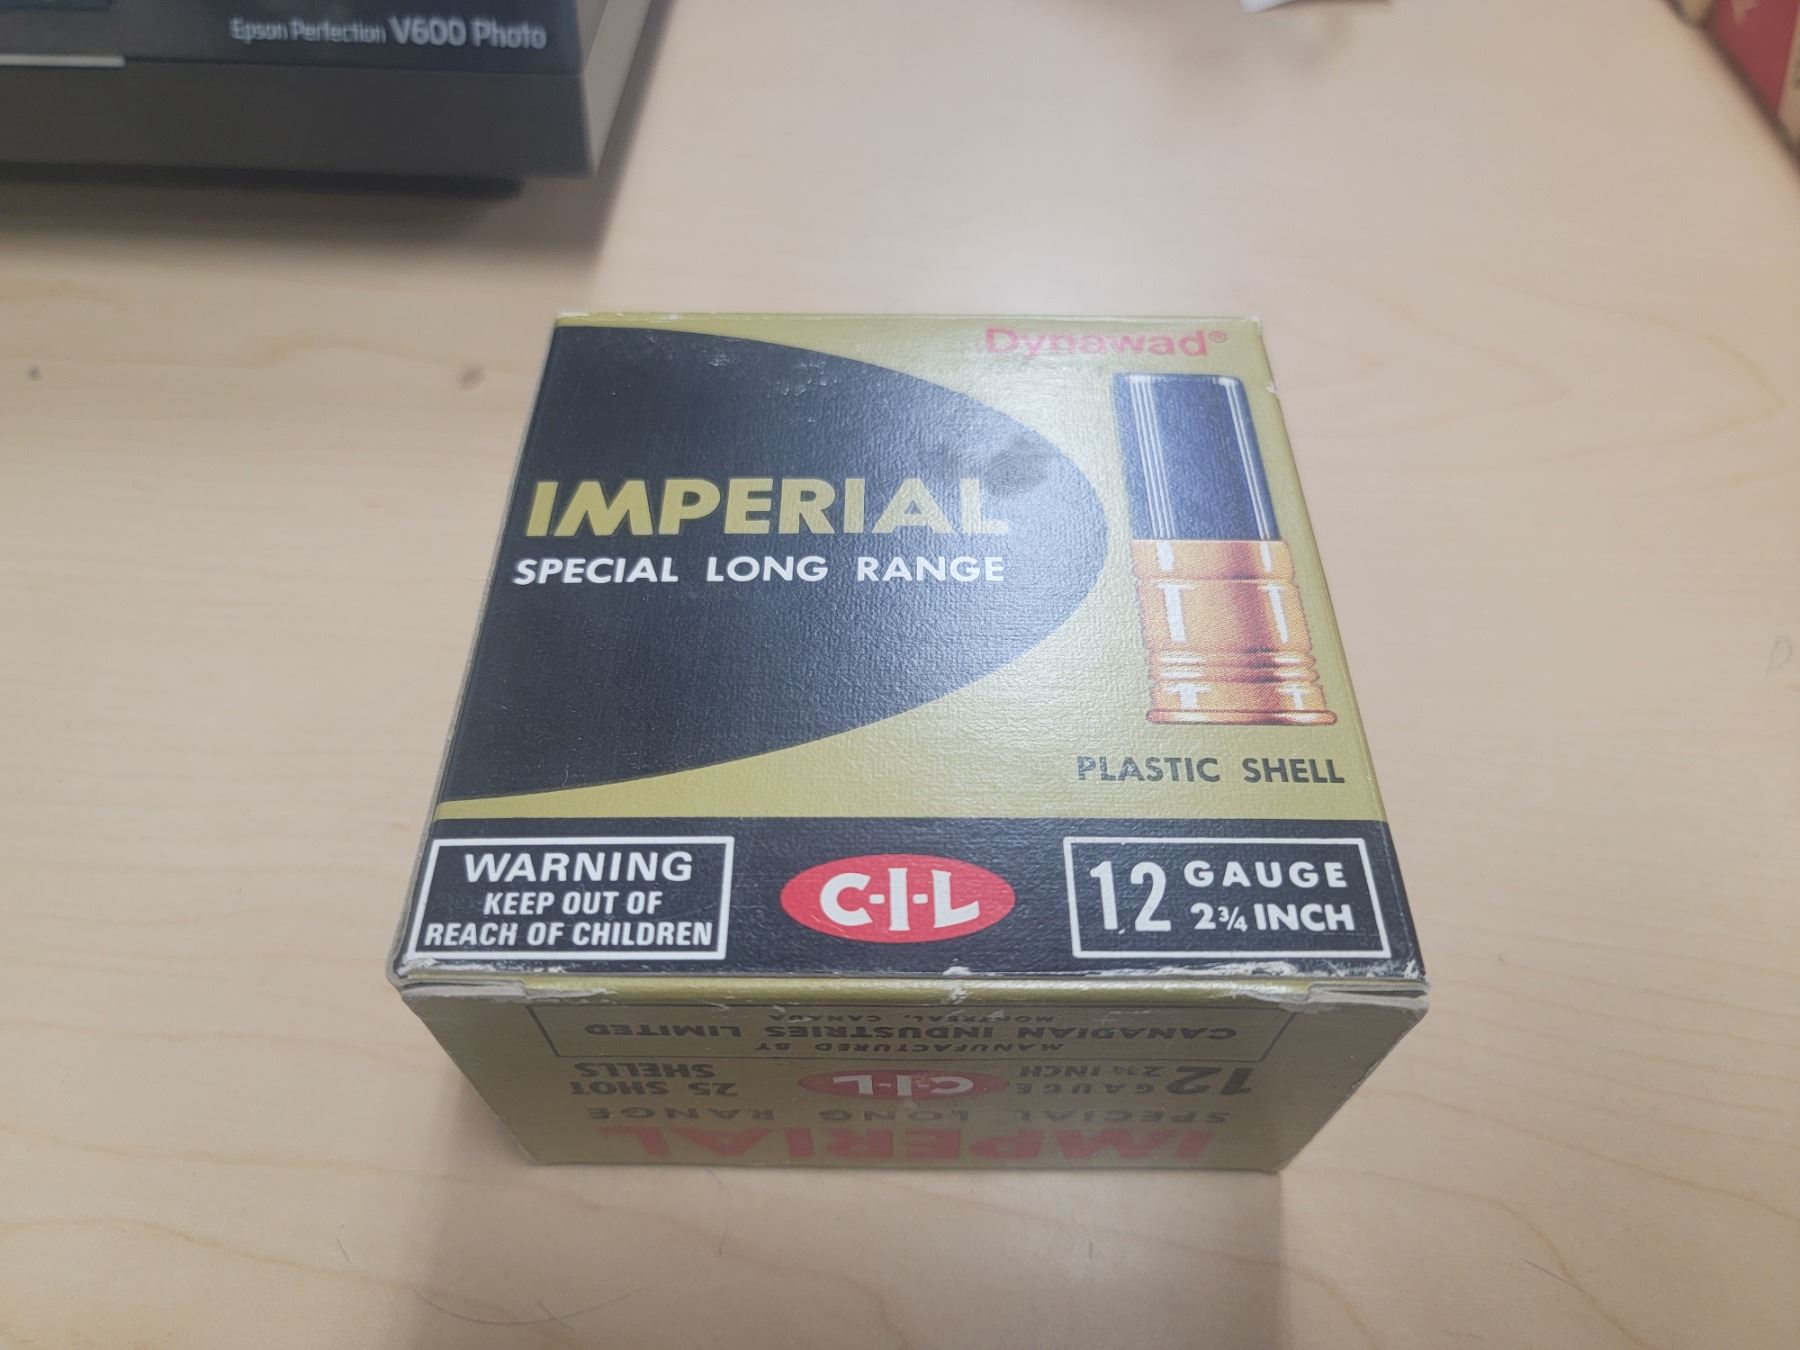 Epson Perfection V600 Photo
Dynawad®
IMPERIAL
SPECIAL LONG RANGE
PLASTIC SHELL
WARNING
KEEP OUT OF
REACH OF CHILDREN
C-I-L
12 GAUGE
2¾ INCH
IMPERIAL
SPECIAL LONG RANGE
12 GAUGE
2¾ INCH
C-I-L
25 SHOT
SHELLS
MANUFACTURED BY
CANADIAN INDUSTRIES LIMITED
MONTREAL, CANADA